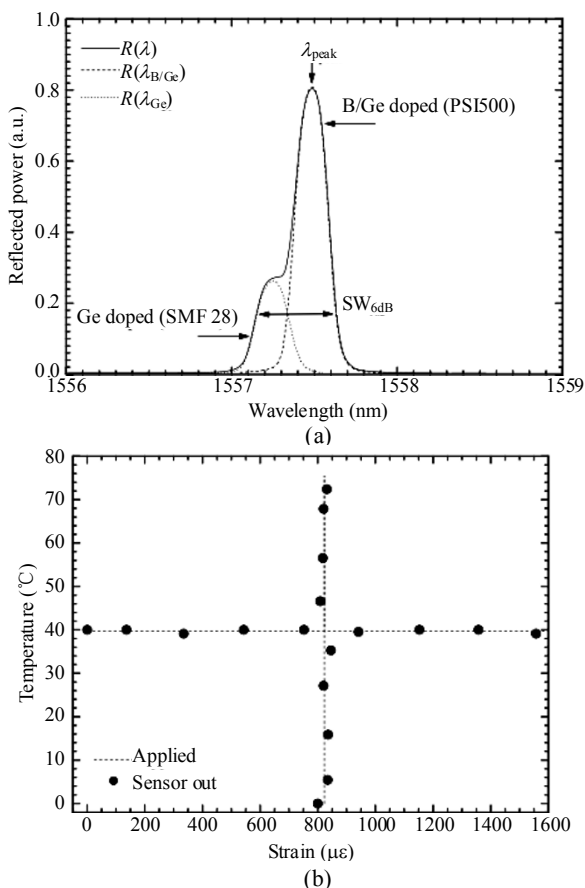 1.0
R(λ)
R(λB/Ge)
R(λGe)
λpeak
B/Ge doped (PSI500)
0.8
0.6
0.4
0.2
0.0
Reflected power (a.u.)
Ge doped (SMF 28)
SW6dB
1556 1557 1558 1559
Wavelength (nm)
(a)
80
70
60
50
40
30
20
10
0
Temperature (℃)
Applied
Sensor out
0 200 400 600 800 1000 1200 1400 1600
Strain (με)
(b)